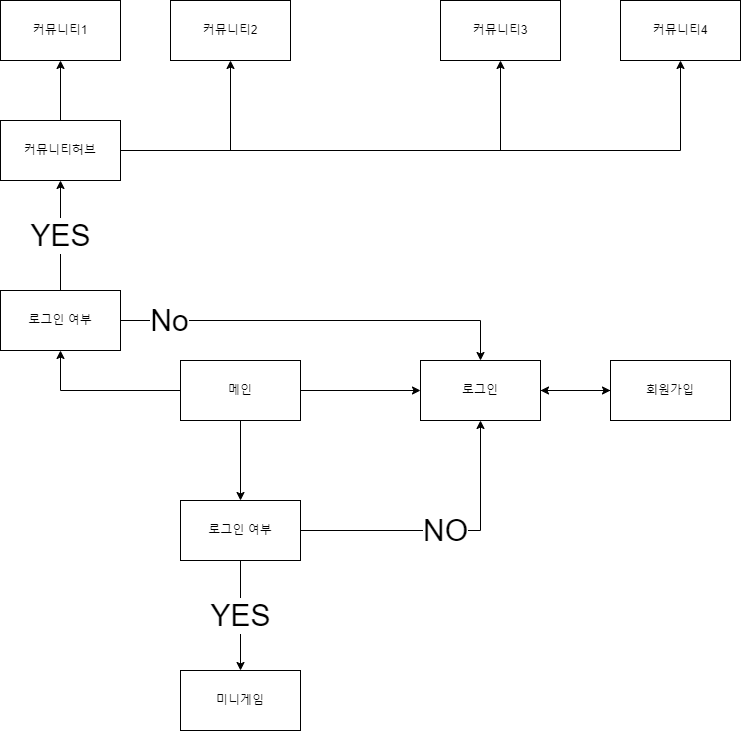 커뮤니티1
커뮤니티2
커뮤니티3
커뮤니티4
커뮤니티허브
YES
로그인 여부
No
메인
로그인
회원가입
로그인 여부
NO
YES
미니게임